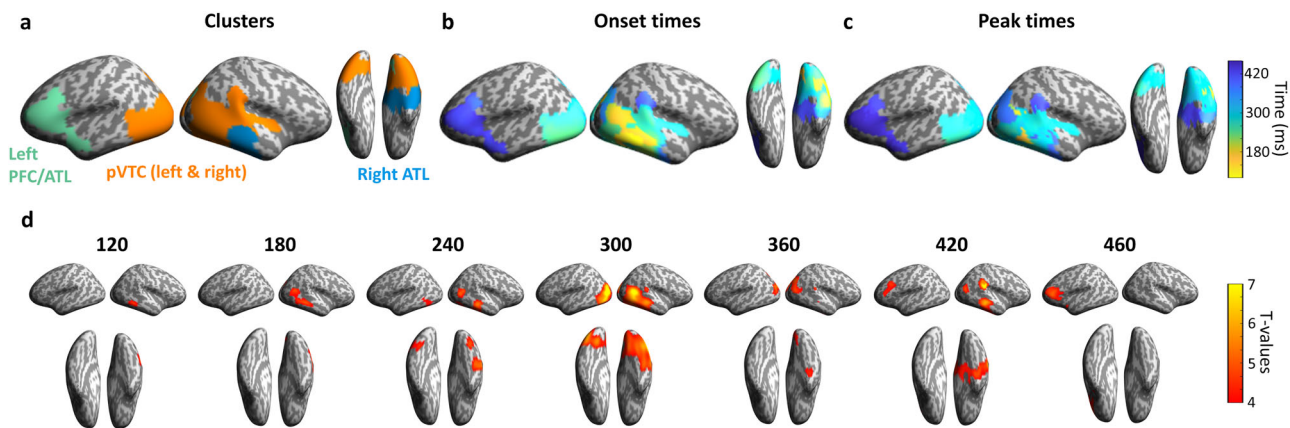 a Clusters b Onset times c Peak times
420
300
180
Time (ms)
Left
PFC/ATL
pVTC (left & right)
Right ATL
d
120 180 240 300 360 420 460
7
6
5
4
T-values